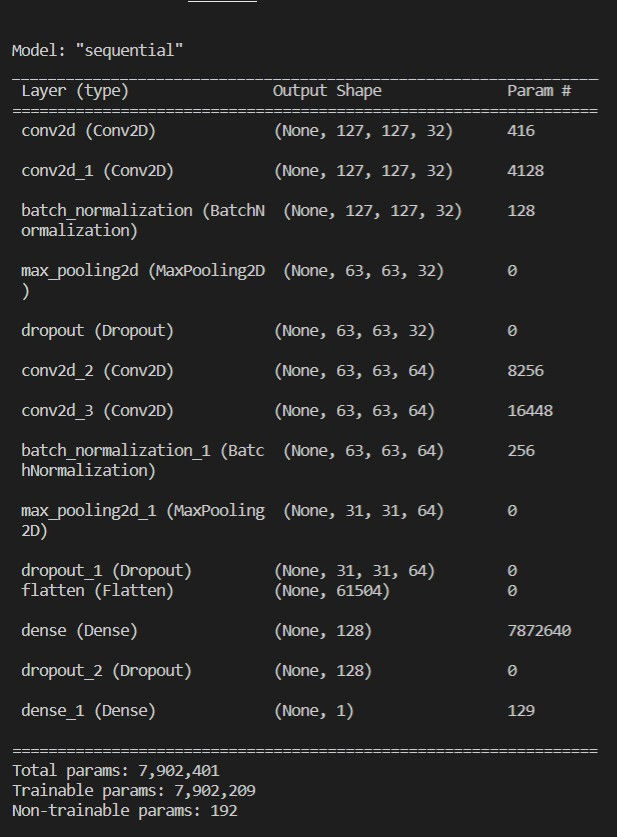 Model: "sequential"
Layer (type) Output Shape Param #
conv2d (Conv2D) (None, 127, 127, 32) 416
conv2d_1 (Conv2D) (None, 127, 127, 32) 4128
batch_normalization (BatchN (None, 127, 127, 32) 128
ormalization)
max_pooling2d (MaxPooling2D (None, 63, 63, 32) 0
)
dropout (Dropout) (None, 63, 63, 32) 0
conv2d_2 (Conv2D) (None, 63, 63, 64) 8256
conv2d_3 (Conv2D) (None, 63, 63, 64) 16448
batch_normalization_1 (Batc (None, 63, 63, 64) 256
hNormalization)
max_pooling2d_1 (MaxPooling (None, 31, 31, 64) 0
2D)
dropout_1 (Dropout) (None, 31, 31, 64) 0
flatten (Flatten) (None, 61504) 0
dense (Dense) (None, 128) 7872640
dropout_2 (Dropout) (None, 128) 0
dense_1 (Dense) (None, 1) 129
Total params: 7,902,401
Trainable params: 7,902,209
Non-trainable params: 192